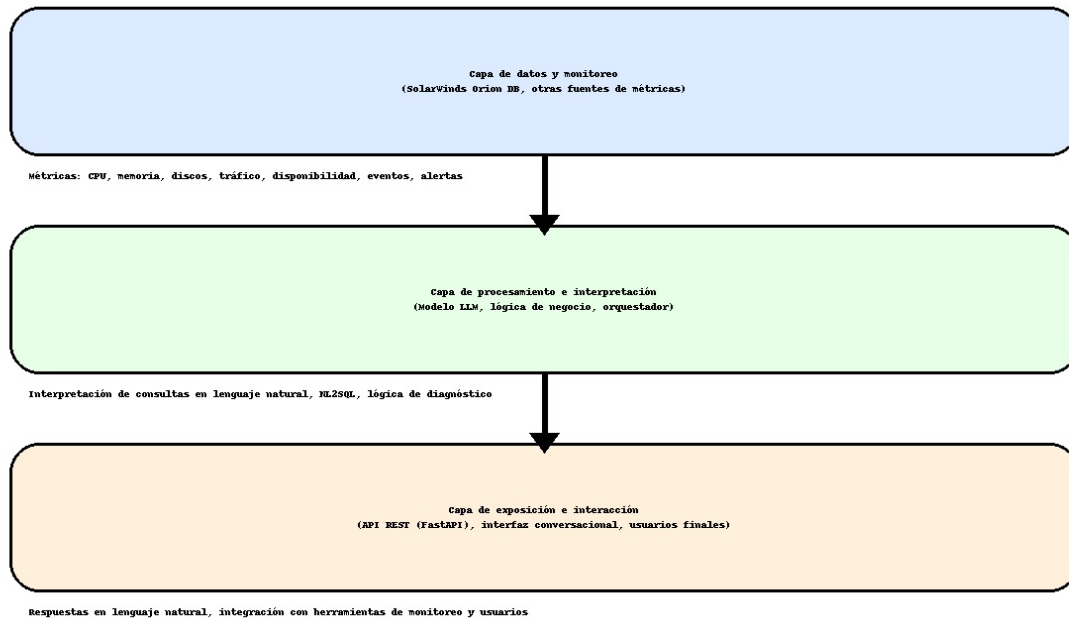 Capa de datos y monitoreo
(SolarWinds Orion DB, otras fuentes de métricas)
Métricas: CPU, memoria, discos, tráfico, disponibilidad, eventos, alertas
Capa de procesamiento e interpretación
(Modelo LLM, lógica de negocio, orquestador)
Interpretación de consultas en lenguaje natural, NL2SQL, lógica de diagnóstico
Capa de exposición e interacción
(API REST (FastAPI), interfaz conversacional, usuarios finales)
Respuestas en lenguaje natural, integración con herramientas de monitoreo y usuarios